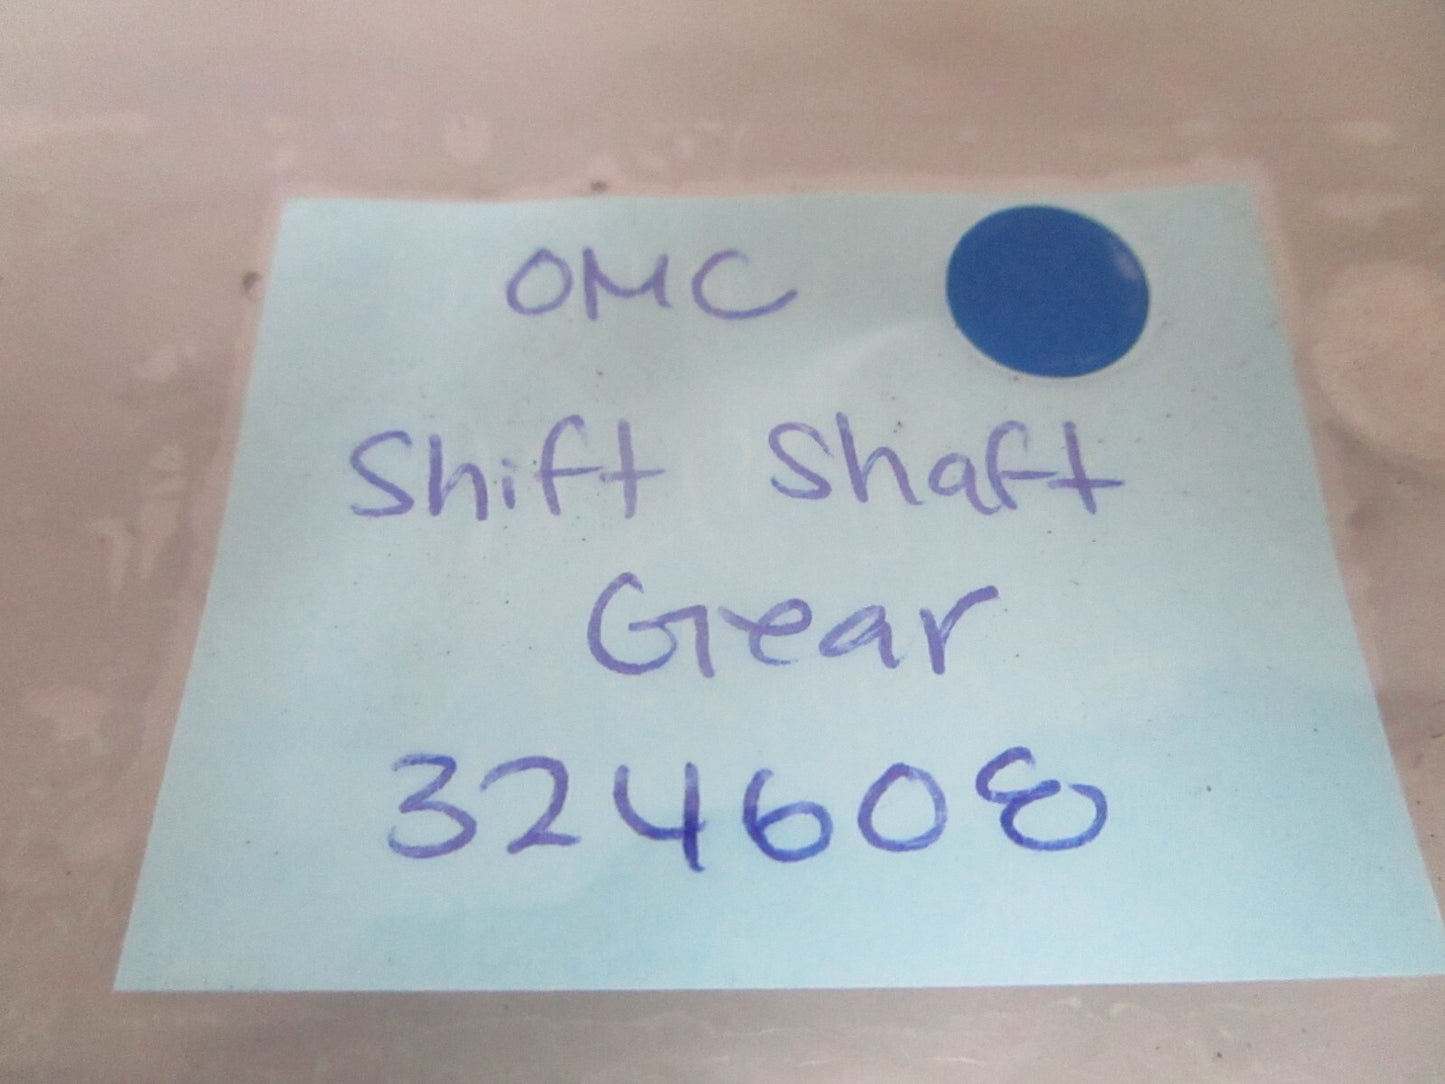 OMC
Shift Shaft
Gear
324608